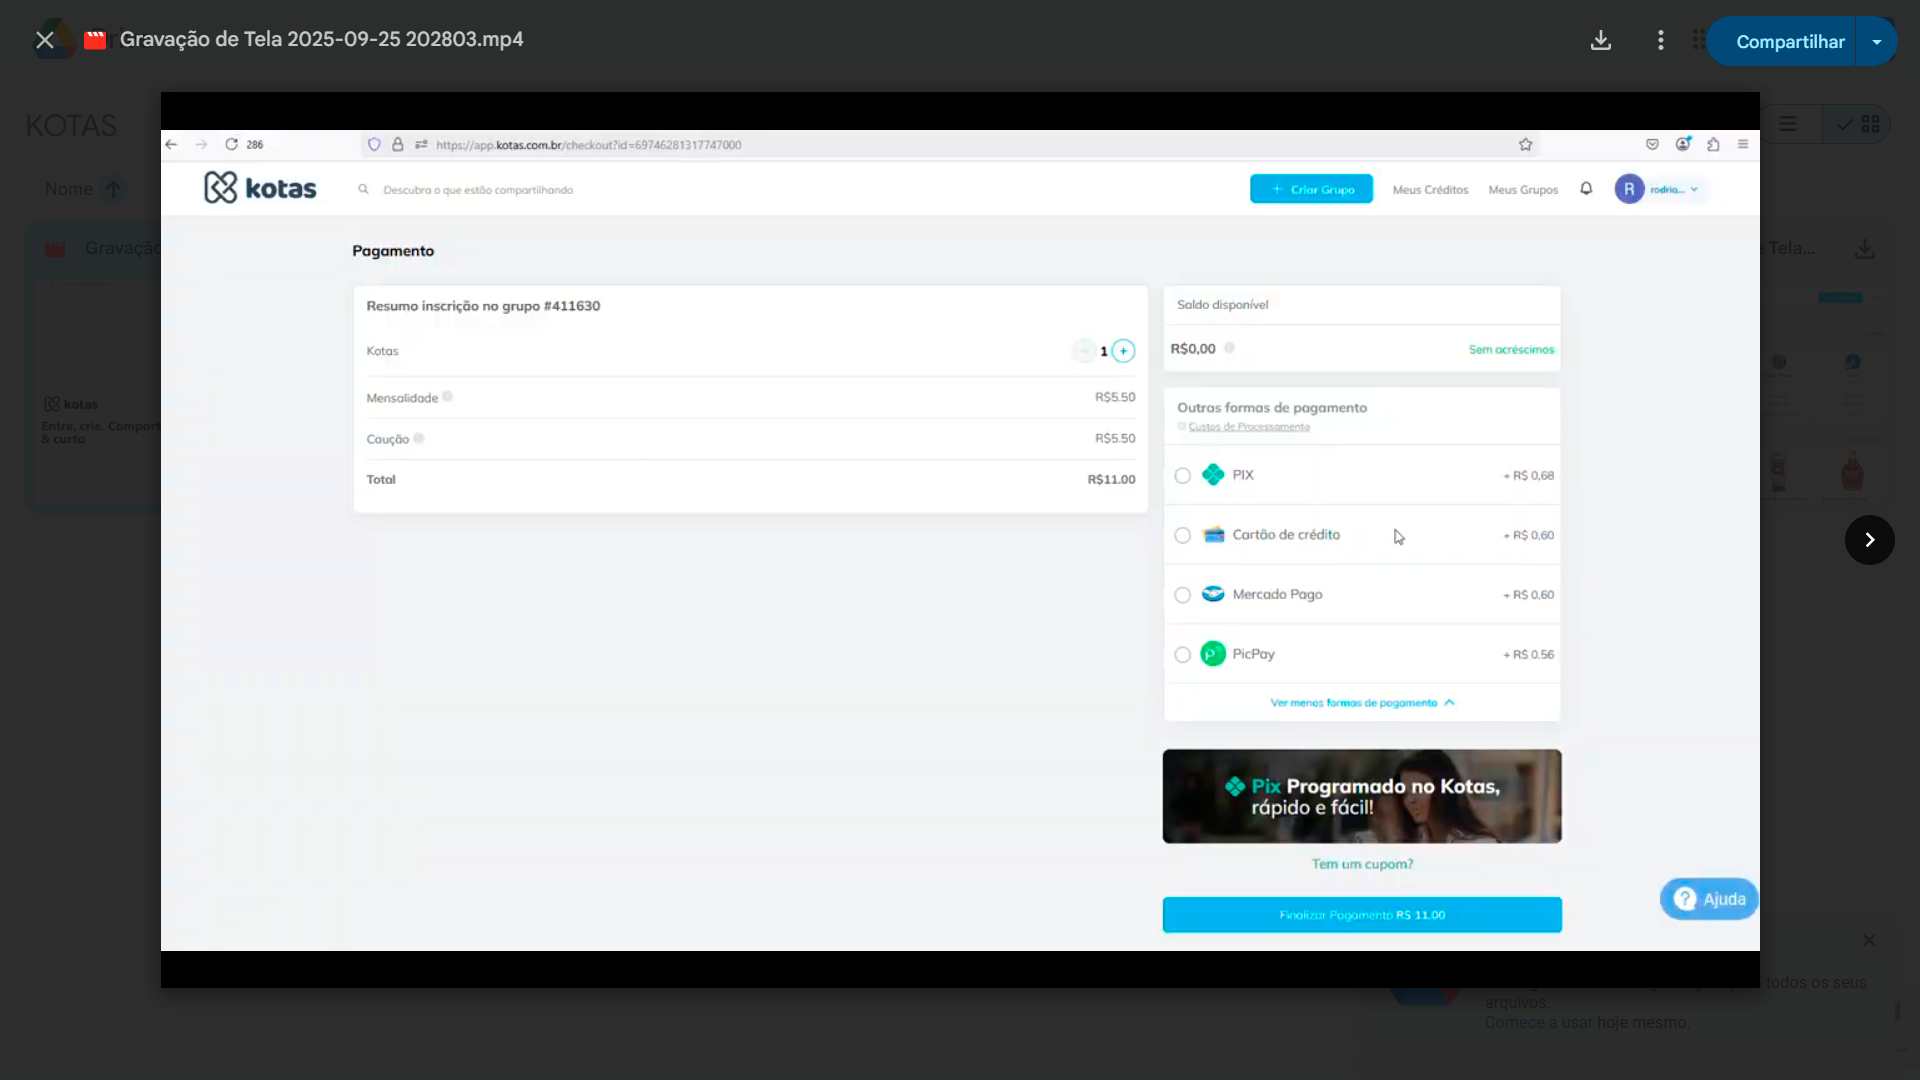 Gravação de Tela 2025-09-25 202803.mp4
Compartilhar
KOTAS
Nome
Gravação
Tela...
kotas
Entre, crie. Compart
& curta
286
https://app.kotas.com.br/checkout?id=69746281317747000
kotas
Descubra o que estão compartilhando
+ Criar Grupo
Meus Créditos
Meus Grupos
R
rodrig...
Pagamento
Resumo inscrição no grupo #411630
Kotas
1
Mensalidade
R$5.50
Caução
R$5.50
Total
R$11.00
Saldo disponível
R$0,00
Sem acréscimos
Outras formas de pagamento
Custos de Processamento
PIX
+ R$ 0,68
Cartão de crédito
+ R$ 0,60
Mercado Pago
+ R$ 0,60
PicPay
+ R$ 0.56
Ver menos formas de pagamento
Pix Programado no Kotas,
rápido e fácil!
Tem um cupom?
Finalizar Pagamento R$ 11.00
? Ajuda
todos os seus
arquivos.
Comece a usar hoje mesmo.